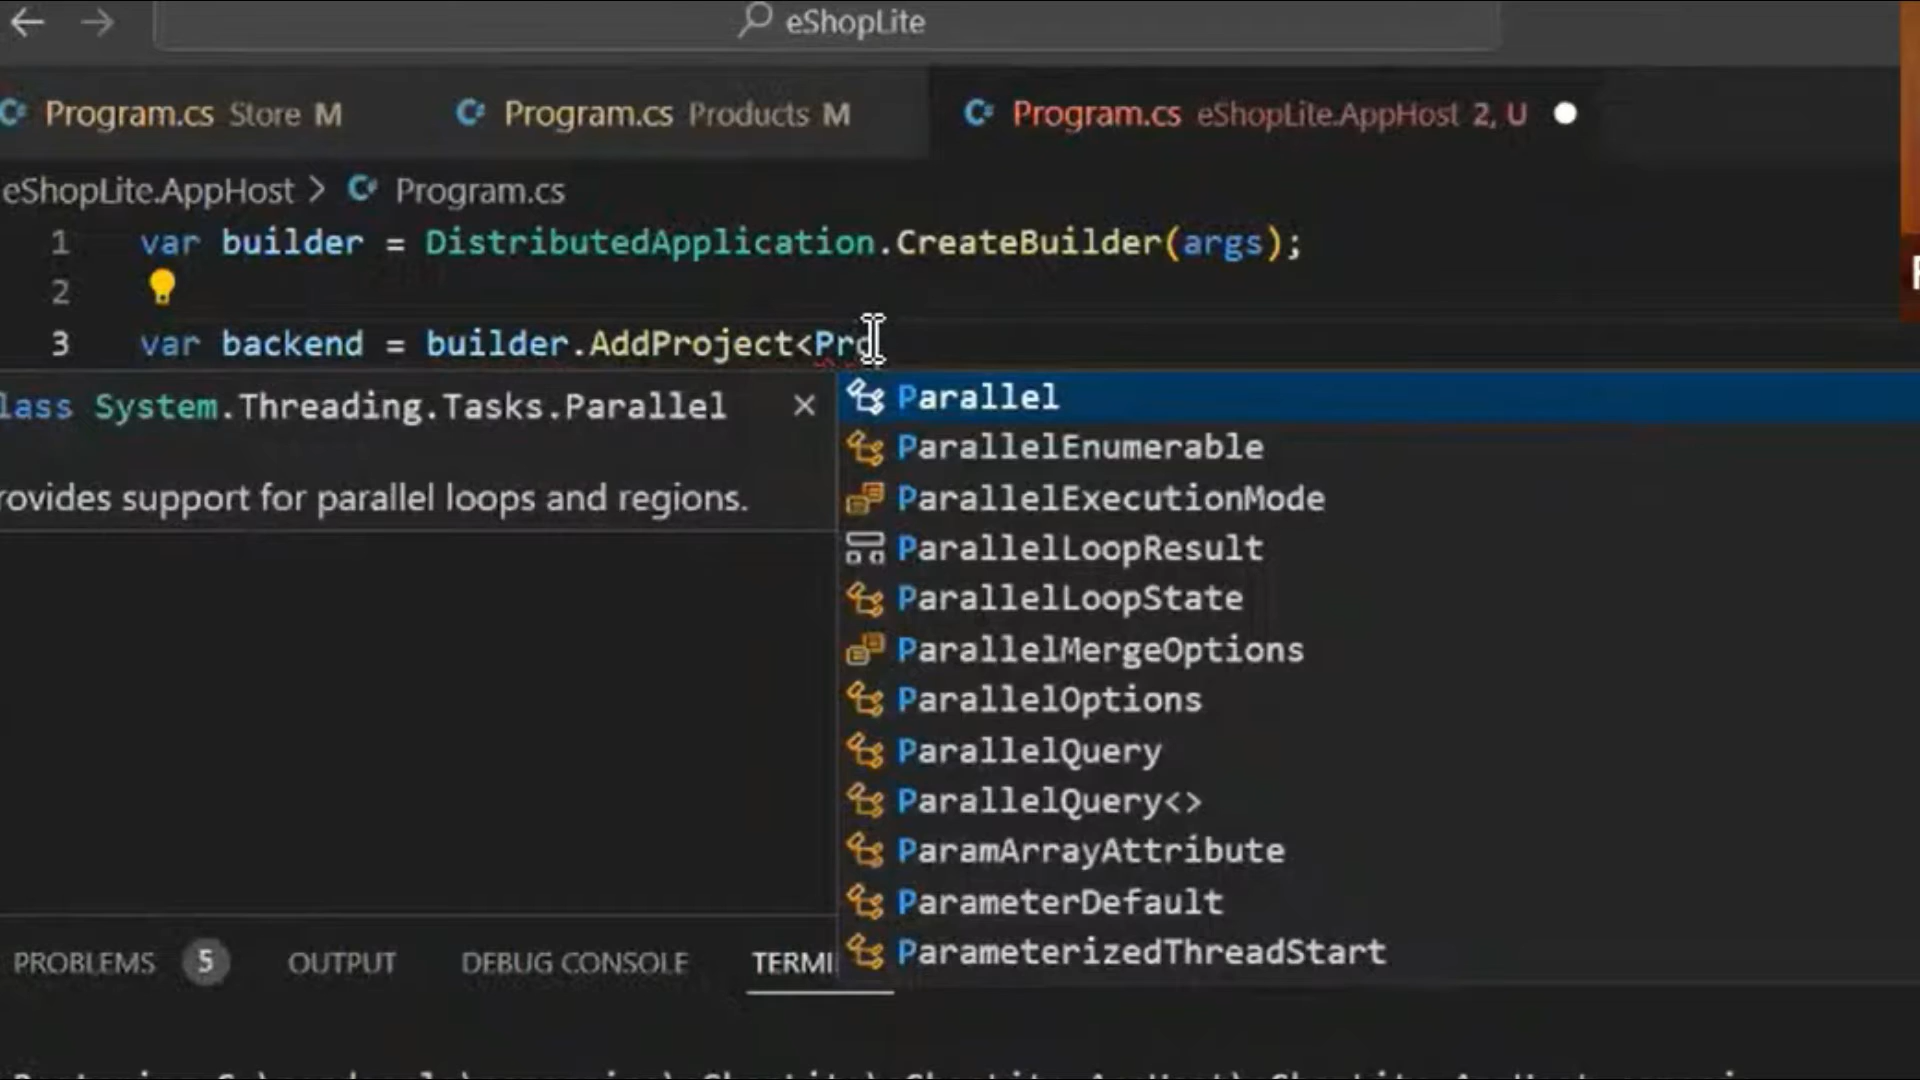 eShopLite
Program.cs Store M
Program.cs Products M
Program.cs eShopLite.AppHost 2, U
eShopLite.AppHost > Program.cs
1 var builder = DistributedApplication.CreateBuilder(args);
2
3 var backend = builder.AddProject<Pro
lass System.Threading.Tasks.Parallel
rovides support for parallel loops and regions.
Parallel
ParallelEnumerable
ParallelExecutionMode
ParallelLoopResult
ParallelLoopState
ParallelMergeOptions
ParallelOptions
ParallelQuery
ParallelQuery<>
ParamArrayAttribute
ParameterDefault
ParameterizedThreadStart
PROBLEMS 5 OUTPUT DEBUG CONSOLE TERMI